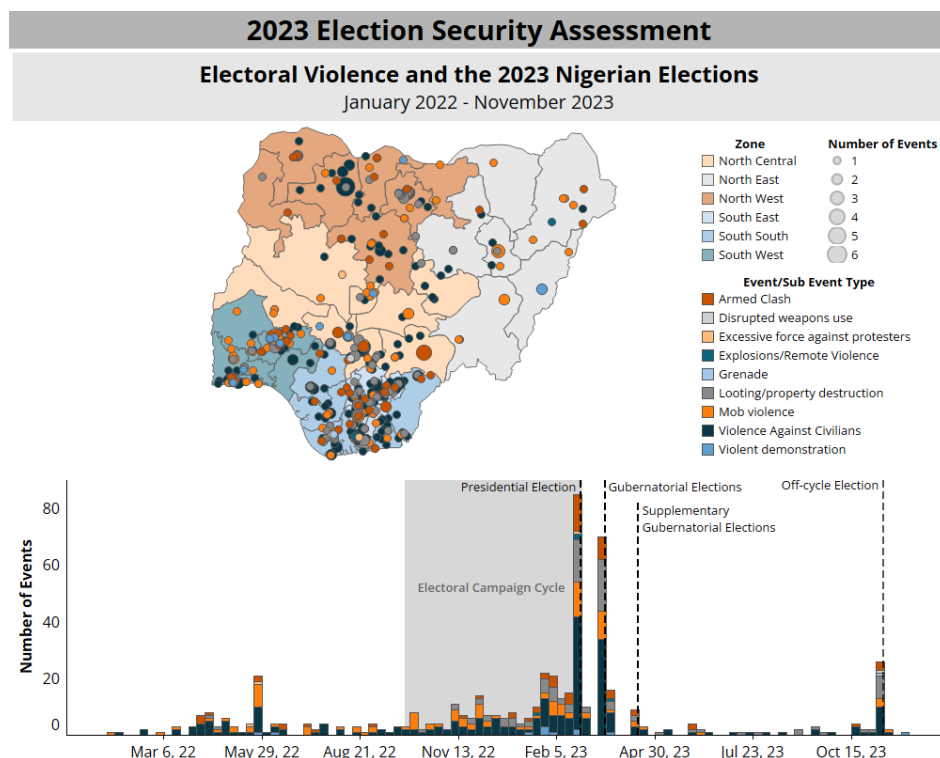 2023 Election Security Assessment
Electoral Violence and the 2023 Nigerian Elections
January 2022 - November 2023
Zone
North Central
North East
North West
South East
South South
South West
Number of Events
1
2
3
4
5
6
Event/Sub Event Type
Armed Clash
Disrupted weapons use
Excessive force against protesters
Explosions/Remote Violence
Grenade
Looting/property destruction
Mob violence
Violence Against Civilians
Violent demonstration
Presidential Election
Gubernatorial Elections
Off-cycle Election
Supplementary
Gubernatorial Elections
Electoral Campaign Cycle
Number of Events
80
60
40
20
0
Mar 6, 22
May 29, 22
Aug 21, 22
Nov 13, 22
Feb 5, 23
Apr 30, 23
Jul 23, 23
Oct 15, 23